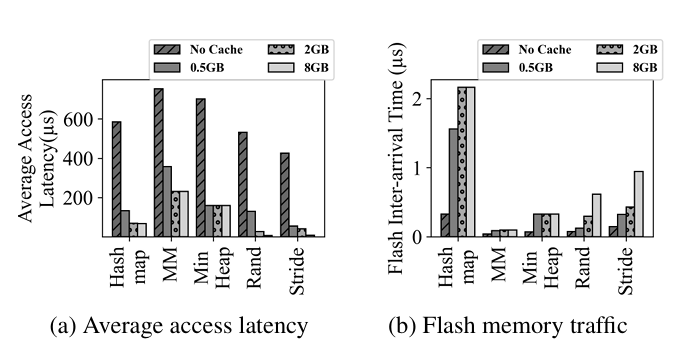 No Cache
2GB
0.5GB
8GB
Average Access
Latency(µs)
600
400
200
Hash
map
MM
Min
Heap
Rand
Stride
(a) Average access latency
No Cache
2GB
0.5GB
8GB
Flash Inter-arrival Time (µs)
2
1
0
Hash
map
MM
Min
Heap
Rand
Stride
(b) Flash memory traffic